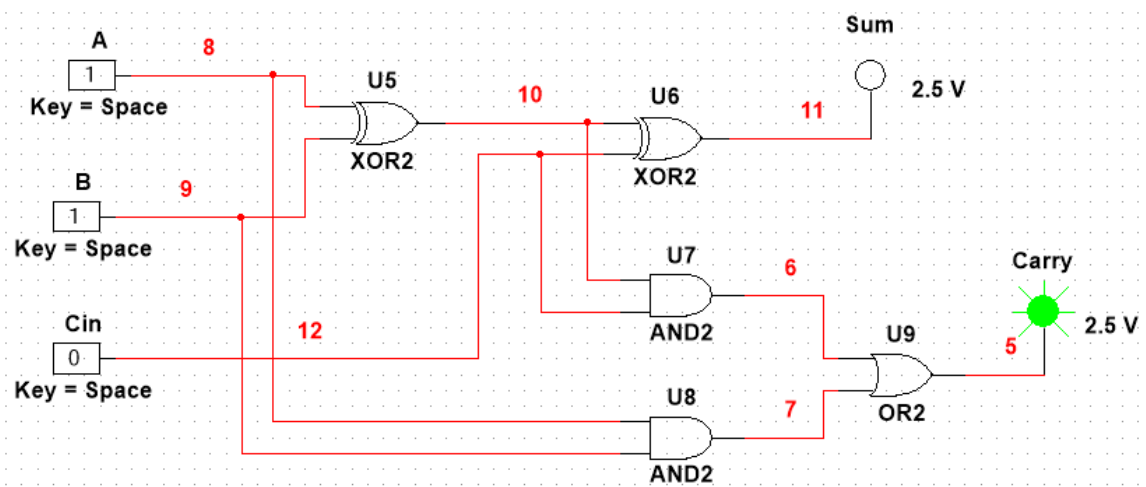 Sum
A
8
1
Key = Space
U5
XOR2
10
U6
XOR2
11
2.5 V
B
9
1
Key = Space
U7
AND2
6
Carry
2.5 V
Cin
12
0
Key = Space
U9
OR2
5
U8
AND2
7